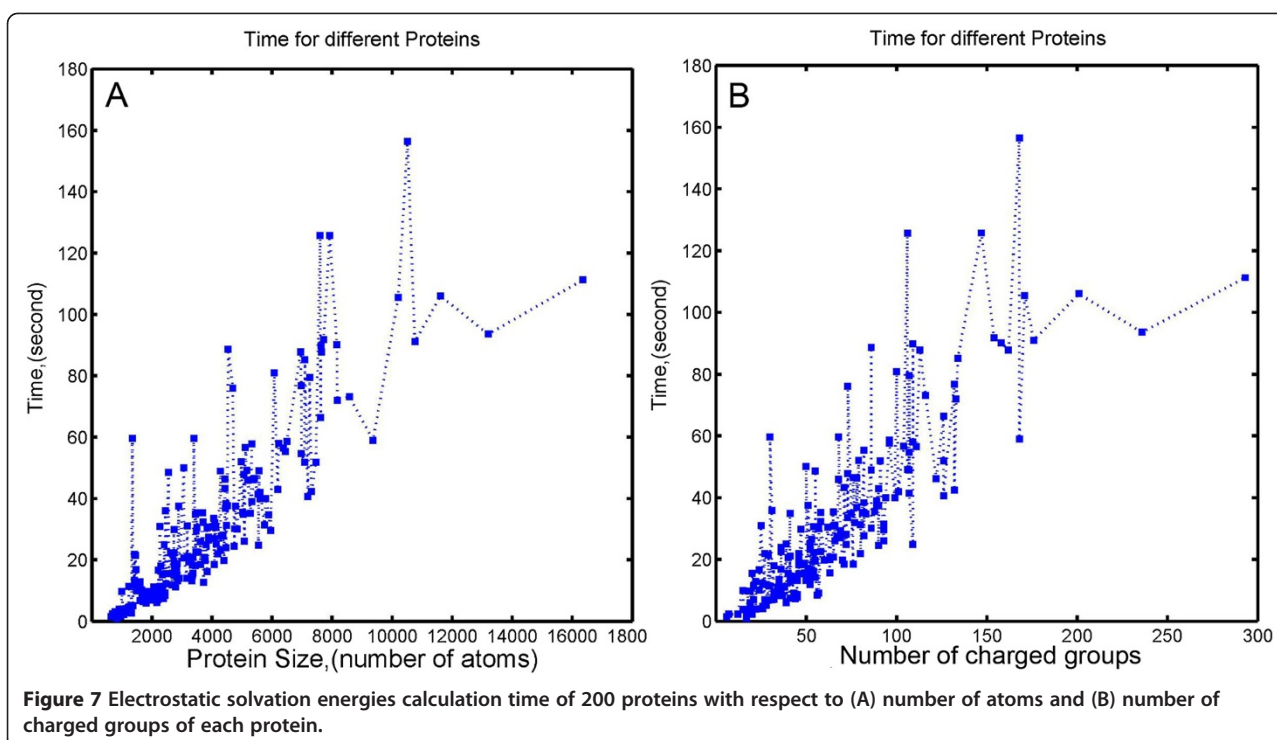 Time for different Proteins
A
180
160
140
120
100
80
60
40
20
0
Time,(second)
2000 4000 6000 8000 10000 12000 14000 16000 1800
Protein Size,(number of atoms)
Time for different Proteins
B
180
160
140
120
100
80
60
40
20
0
Time,(second)
50 100 150 200 250 300
Number of charged groups
Figure 7 Electrostatic solvation energies calculation time of 200 proteins with respect to (A) number of atoms and (B) number of
charged groups of each protein.